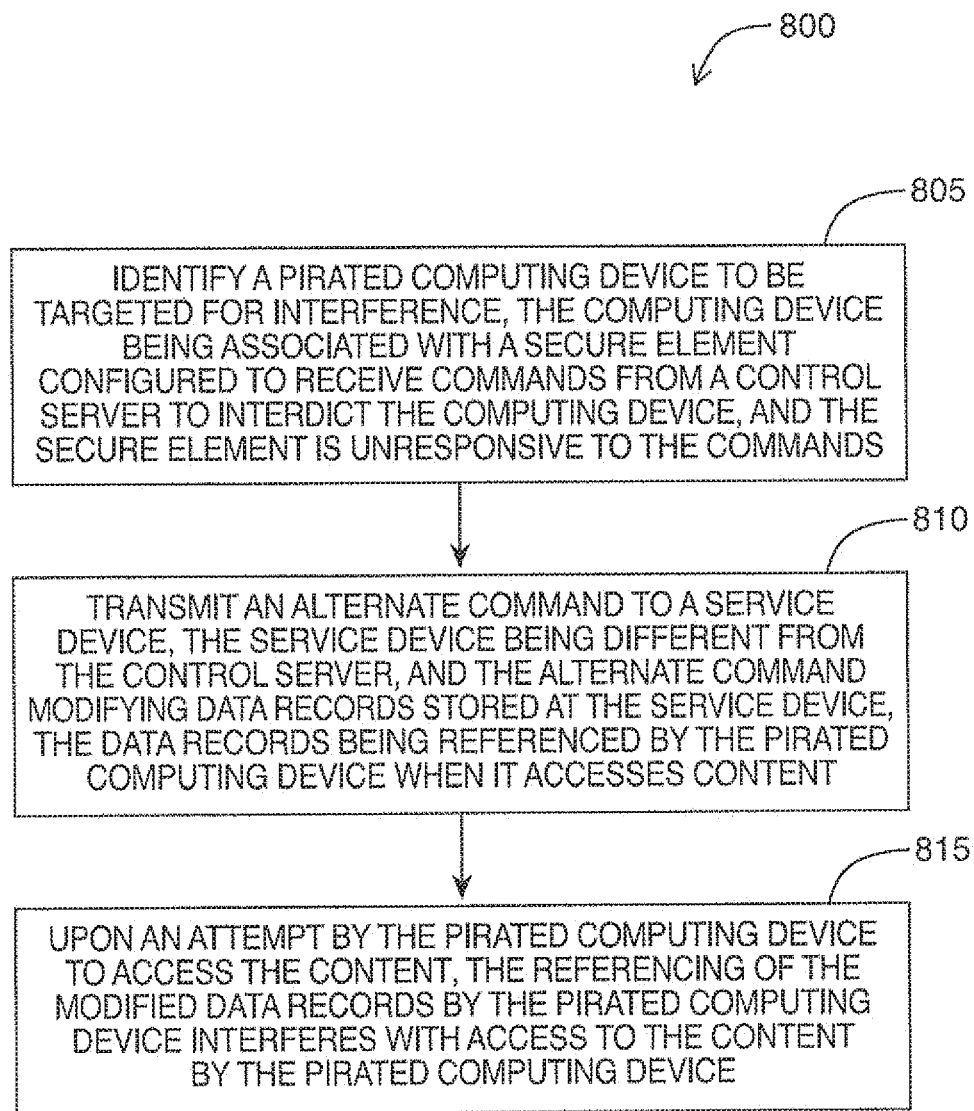 800
805
IDENTIFY A PIRATED COMPUTING DEVICE TO BE
TARGETED FOR INTERFERENCE, THE COMPUTING DEVICE
BEING ASSOCIATED WITH A SECURE ELEMENT
CONFIGURED TO RECEIVE COMMANDS FROM A CONTROL
SERVER TO INTERDICT THE COMPUTING DEVICE, AND THE
SECURE ELEMENT IS UNRESPONSIVE TO THE COMMANDS
810
TRANSMIT AN ALTERNATE COMMAND TO A SERVICE
DEVICE, THE SERVICE DEVICE BEING DIFFERENT FROM
THE CONTROL SERVER, AND THE ALTERNATE COMMAND
MODIFYING DATA RECORDS STORED AT THE SERVICE DEVICE,
THE DATA RECORDS BEING REFERENCED BY THE PIRATED
COMPUTING DEVICE WHEN IT ACCESSES CONTENT
815
UPON AN ATTEMPT BY THE PIRATED COMPUTING DEVICE
TO ACCESS THE CONTENT, THE REFERENCING OF THE
MODIFIED DATA RECORDS BY THE PIRATED COMPUTING
DEVICE INTERFERES WITH ACCESS TO THE CONTENT
BY THE PIRATED COMPUTING DEVICE